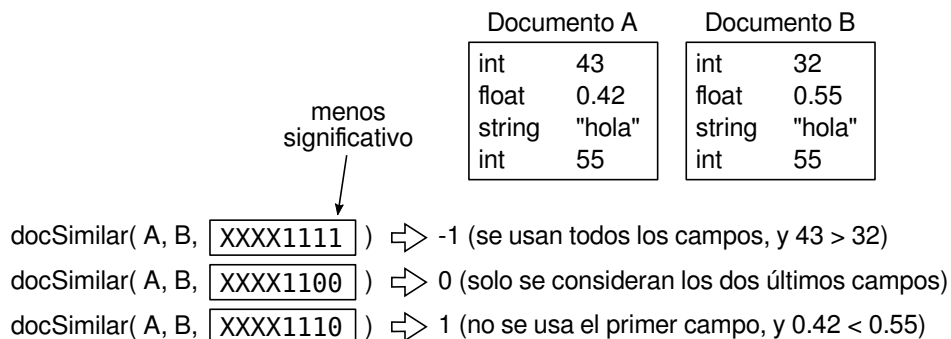 Documento A Documento B
int 43 int 32
float 0.42 float 0.55
string "hola" string "hola"
int 55 int 55
menos
significativo
docSimilar( A, B, XXXX1111 ) -1 (se usan todos los campos, y 43 > 32)
docSimilar( A, B, XXXX1100 ) 0 (solo se consideran los dos últimos campos)
docSimilar( A, B, XXXX1110 ) 1 (no se usa el primer campo, y 0.42 < 0.55)